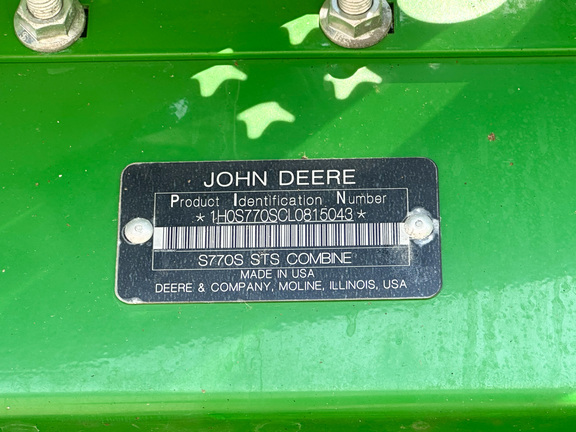 JOHN DEERE
Product Identification Number
*1H0S770SCL0815043*
S770S STS COMBINE
MADE IN USA
DEERE & COMPANY, MOLINE, ILLINOIS, USA